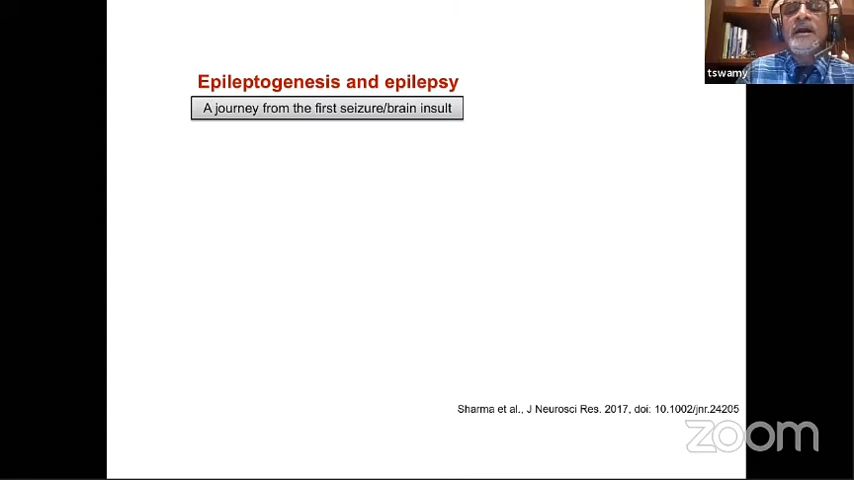 tswamy
Epileptogenesis and epilepsy
A journey from the first seizure/brain insult
Sharma et al., J Neurosci Res. 2017, doi: 10.1002/jnr.24205
zoom